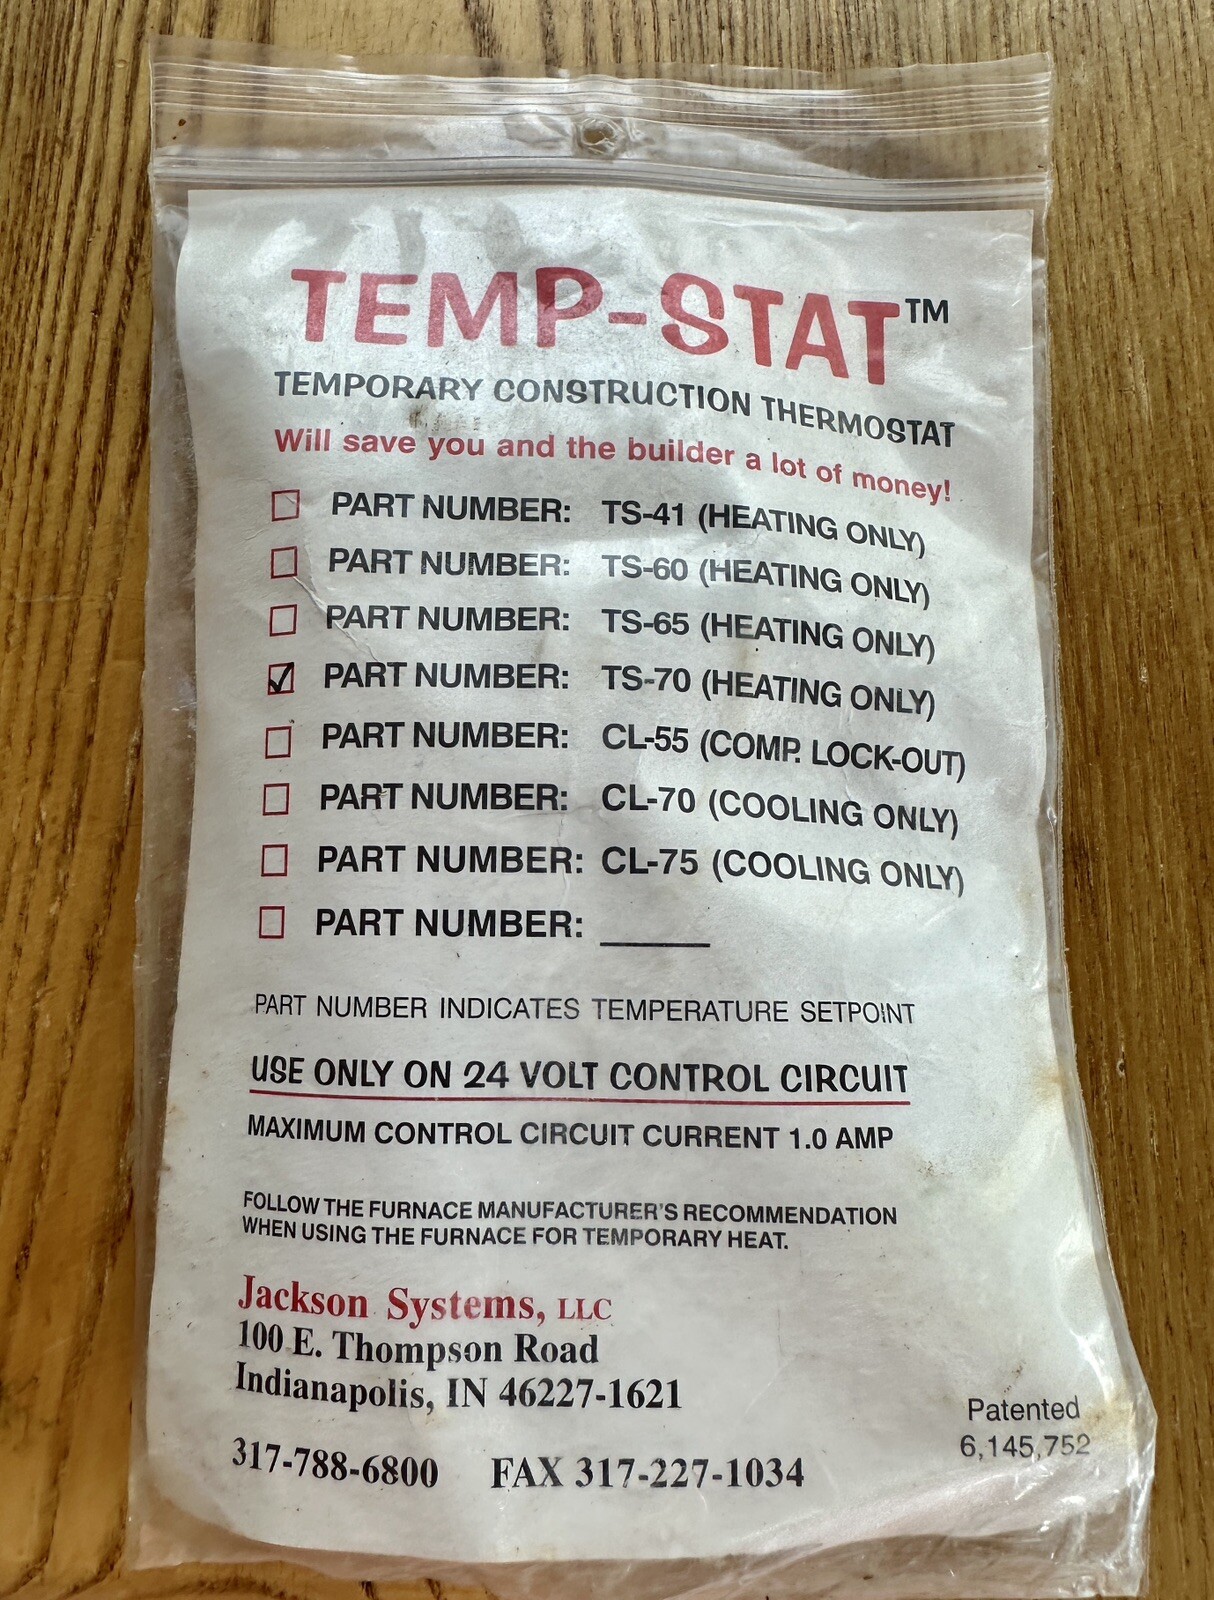 TEMP-STAT™
TEMPORARY CONSTRUCTION THERMOSTAT
Will save you and the builder a lot of money!
☐ PART NUMBER: TS-41 (HEATING ONLY)
☐ PART NUMBER: TS-60 (HEATING ONLY)
☐ PART NUMBER: TS-65 (HEATING ONLY)
☑ PART NUMBER: TS-70 (HEATING ONLY)
☐ PART NUMBER: CL-55 (COMP. LOCK-OUT)
☐ PART NUMBER: CL-70 (COOLING ONLY)
☐ PART NUMBER: CL-75 (COOLING ONLY)
☐ PART NUMBER: ______
PART NUMBER INDICATES TEMPERATURE SETPOINT
USE ONLY ON 24 VOLT CONTROL CIRCUIT
MAXIMUM CONTROL CIRCUIT CURRENT 1.0 AMP
FOLLOW THE FURNACE MANUFACTURER'S RECOMMENDATION
WHEN USING THE FURNACE FOR TEMPORARY HEAT.
Jackson Systems, LLC
100 E. Thompson Road
Indianapolis, IN 46227-1621
317-788-6800 FAX 317-227-1034
Patented
6,145,752